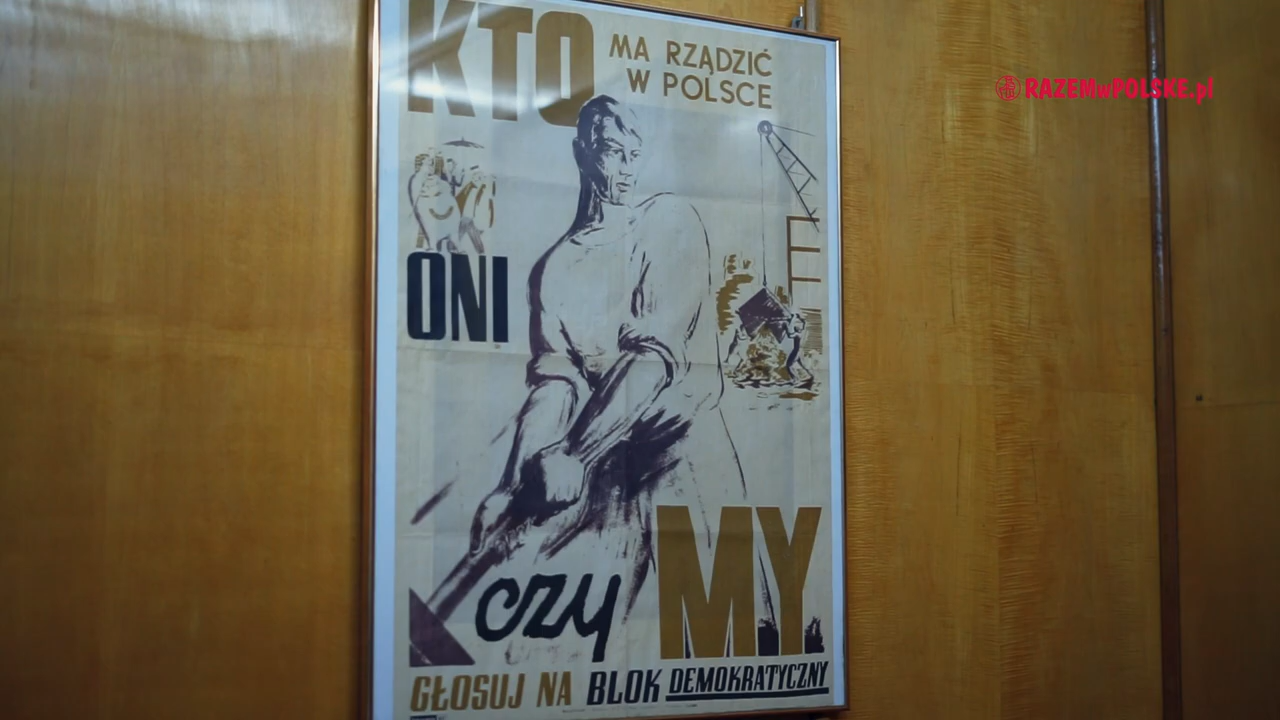 KTO
MA RZĄDZIĆ
W POLSCE
RAZEMWPOLSKE.pl
ONI
czy
MY
GŁOSUJ NA BLOK DEMOKRATYCZNY